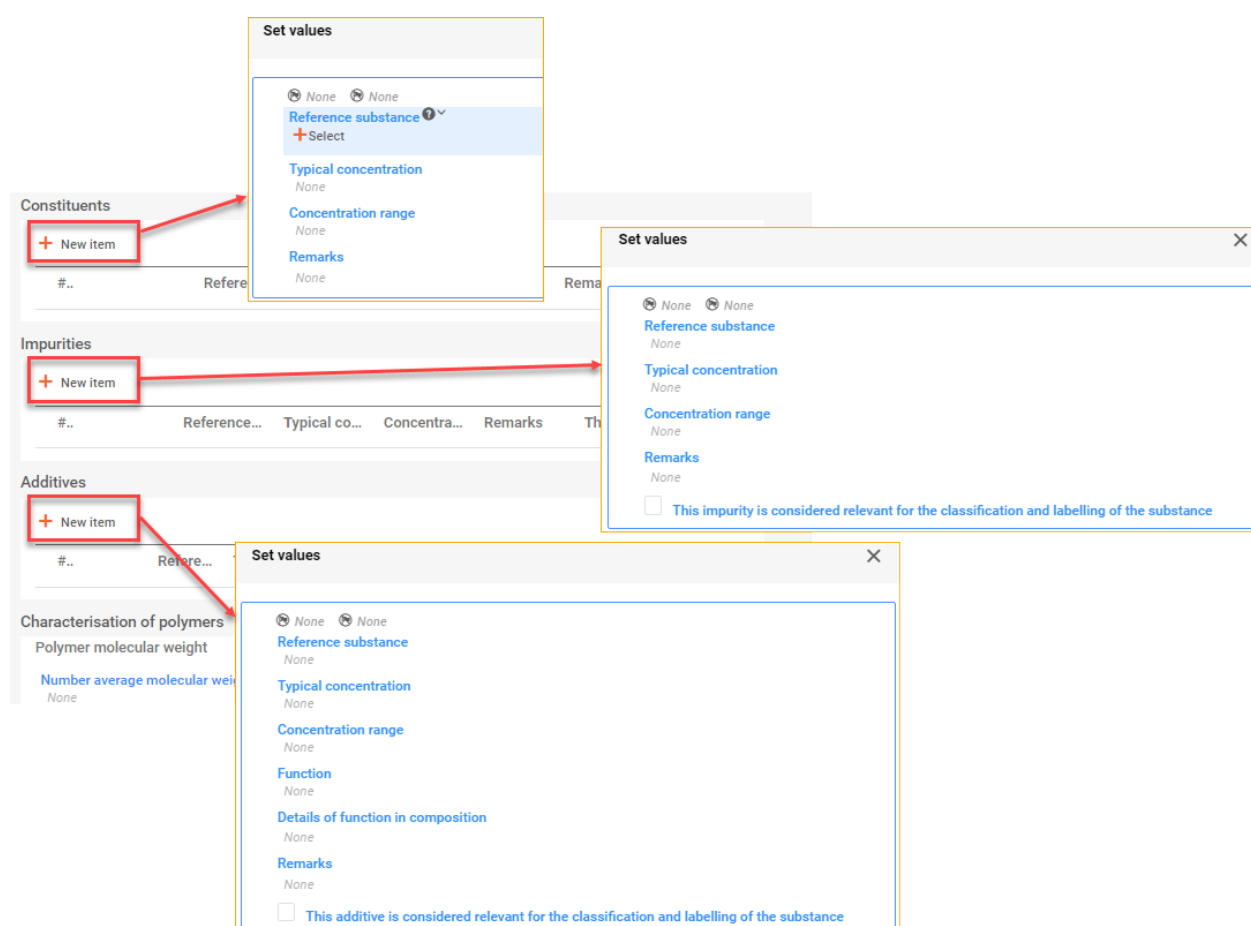 Set values
None None
Reference substance
Select
Typical concentration
None
Concentration range
None
Remarks
None
Constituents
New item
#.. Refere Rema
Set values
None None
Reference substance
None
Typical concentration
None
Concentration range
None
Remarks
None
This impurity is considered relevant for the classification and labelling of the substance
Impurities
New item
#.. Reference... Typical co... Concentra... Remarks Th
Additives
New item
#.. Refere...
Set values
None None
Reference substance
None
Typical concentration
None
Concentration range
None
Function
None
Details of function in composition
None
Remarks
None
This additive is considered relevant for the classification and labelling of the substance
Characterisation of polymers
Polymer molecular weight
Number average molecular wei
None